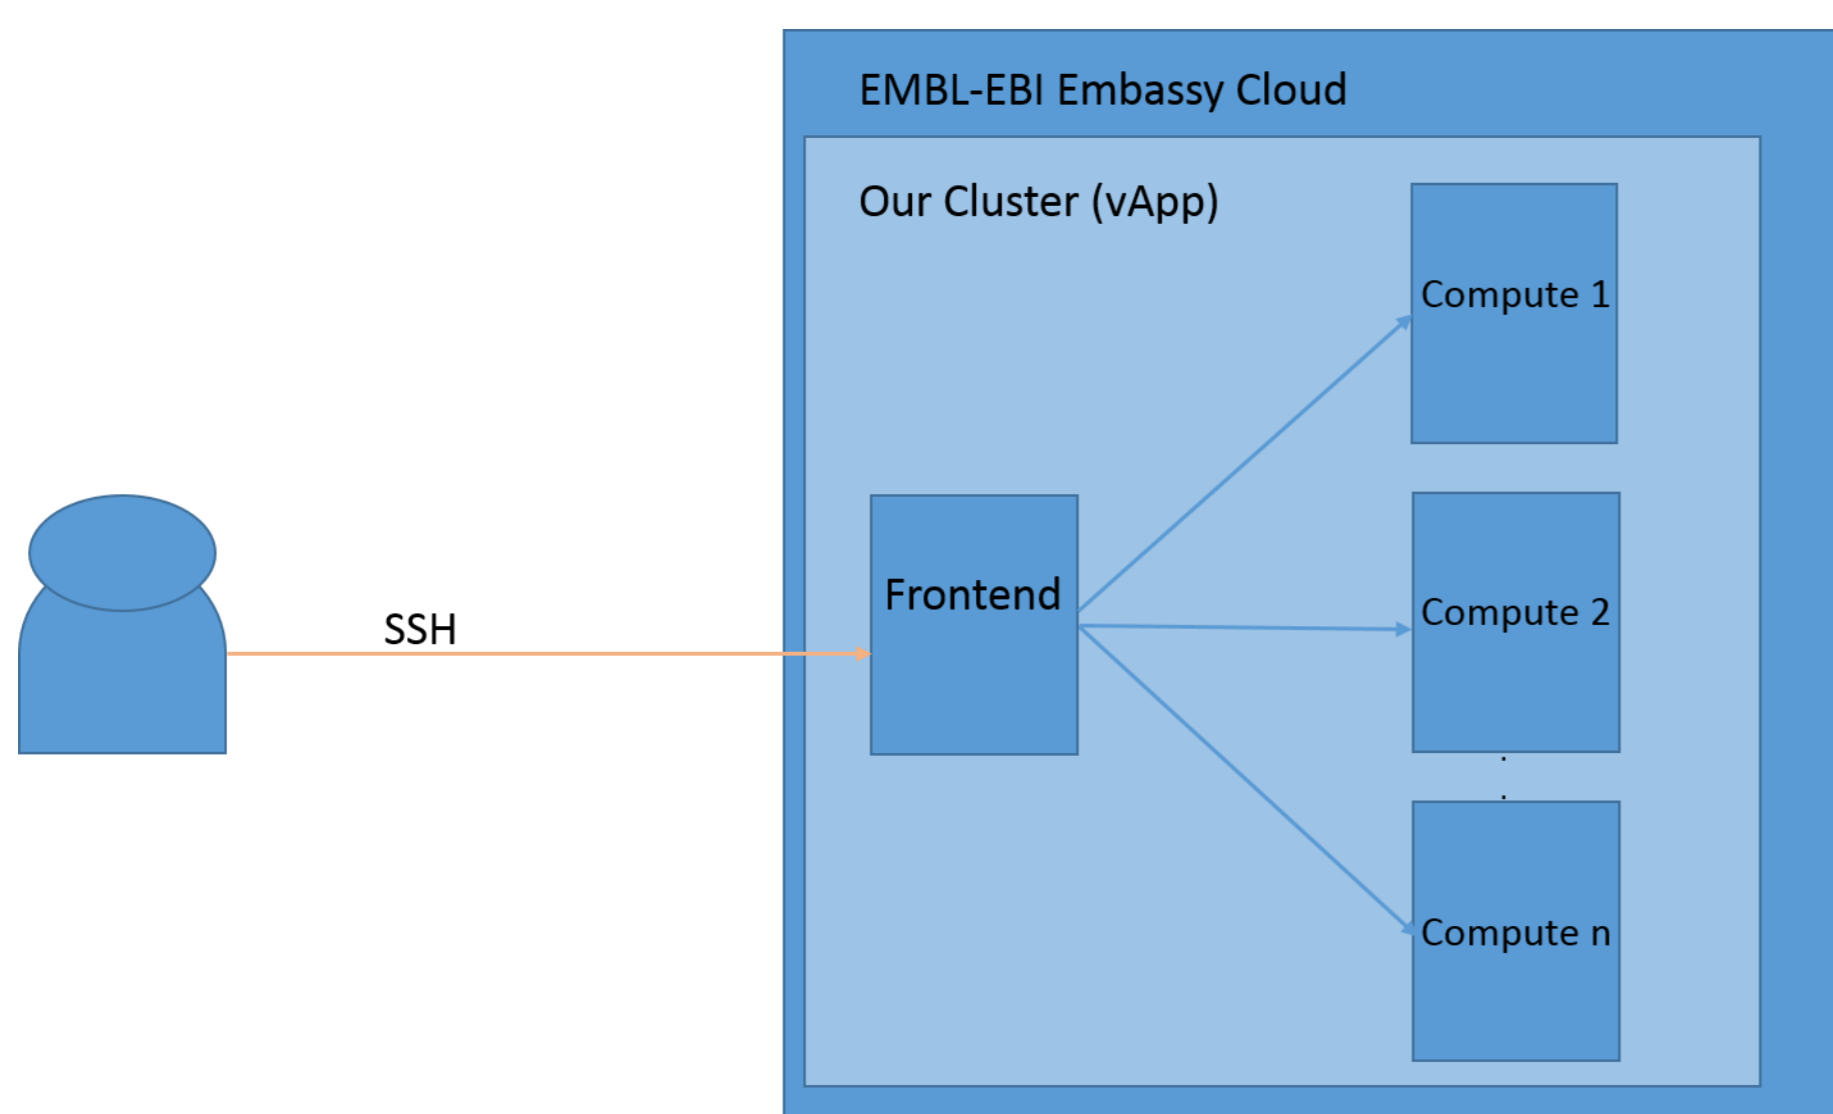 EMBL-EBI Embassy Cloud
Our Cluster (vApp)
Compute 1
SSH
Frontend
Compute 2
.
.
Compute n